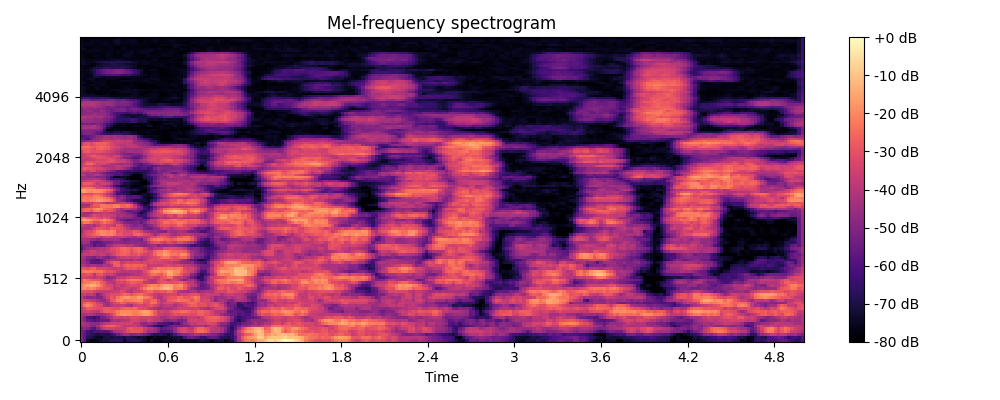 Mel-frequency spectrogram
Hz
4096
2048
1024
512
0
0 0.6 1.2 1.8 2.4 3 3.6 4.2 4.8
Time
+0 dB
-10 dB
-20 dB
-30 dB
-40 dB
-50 dB
-60 dB
-70 dB
-80 dB